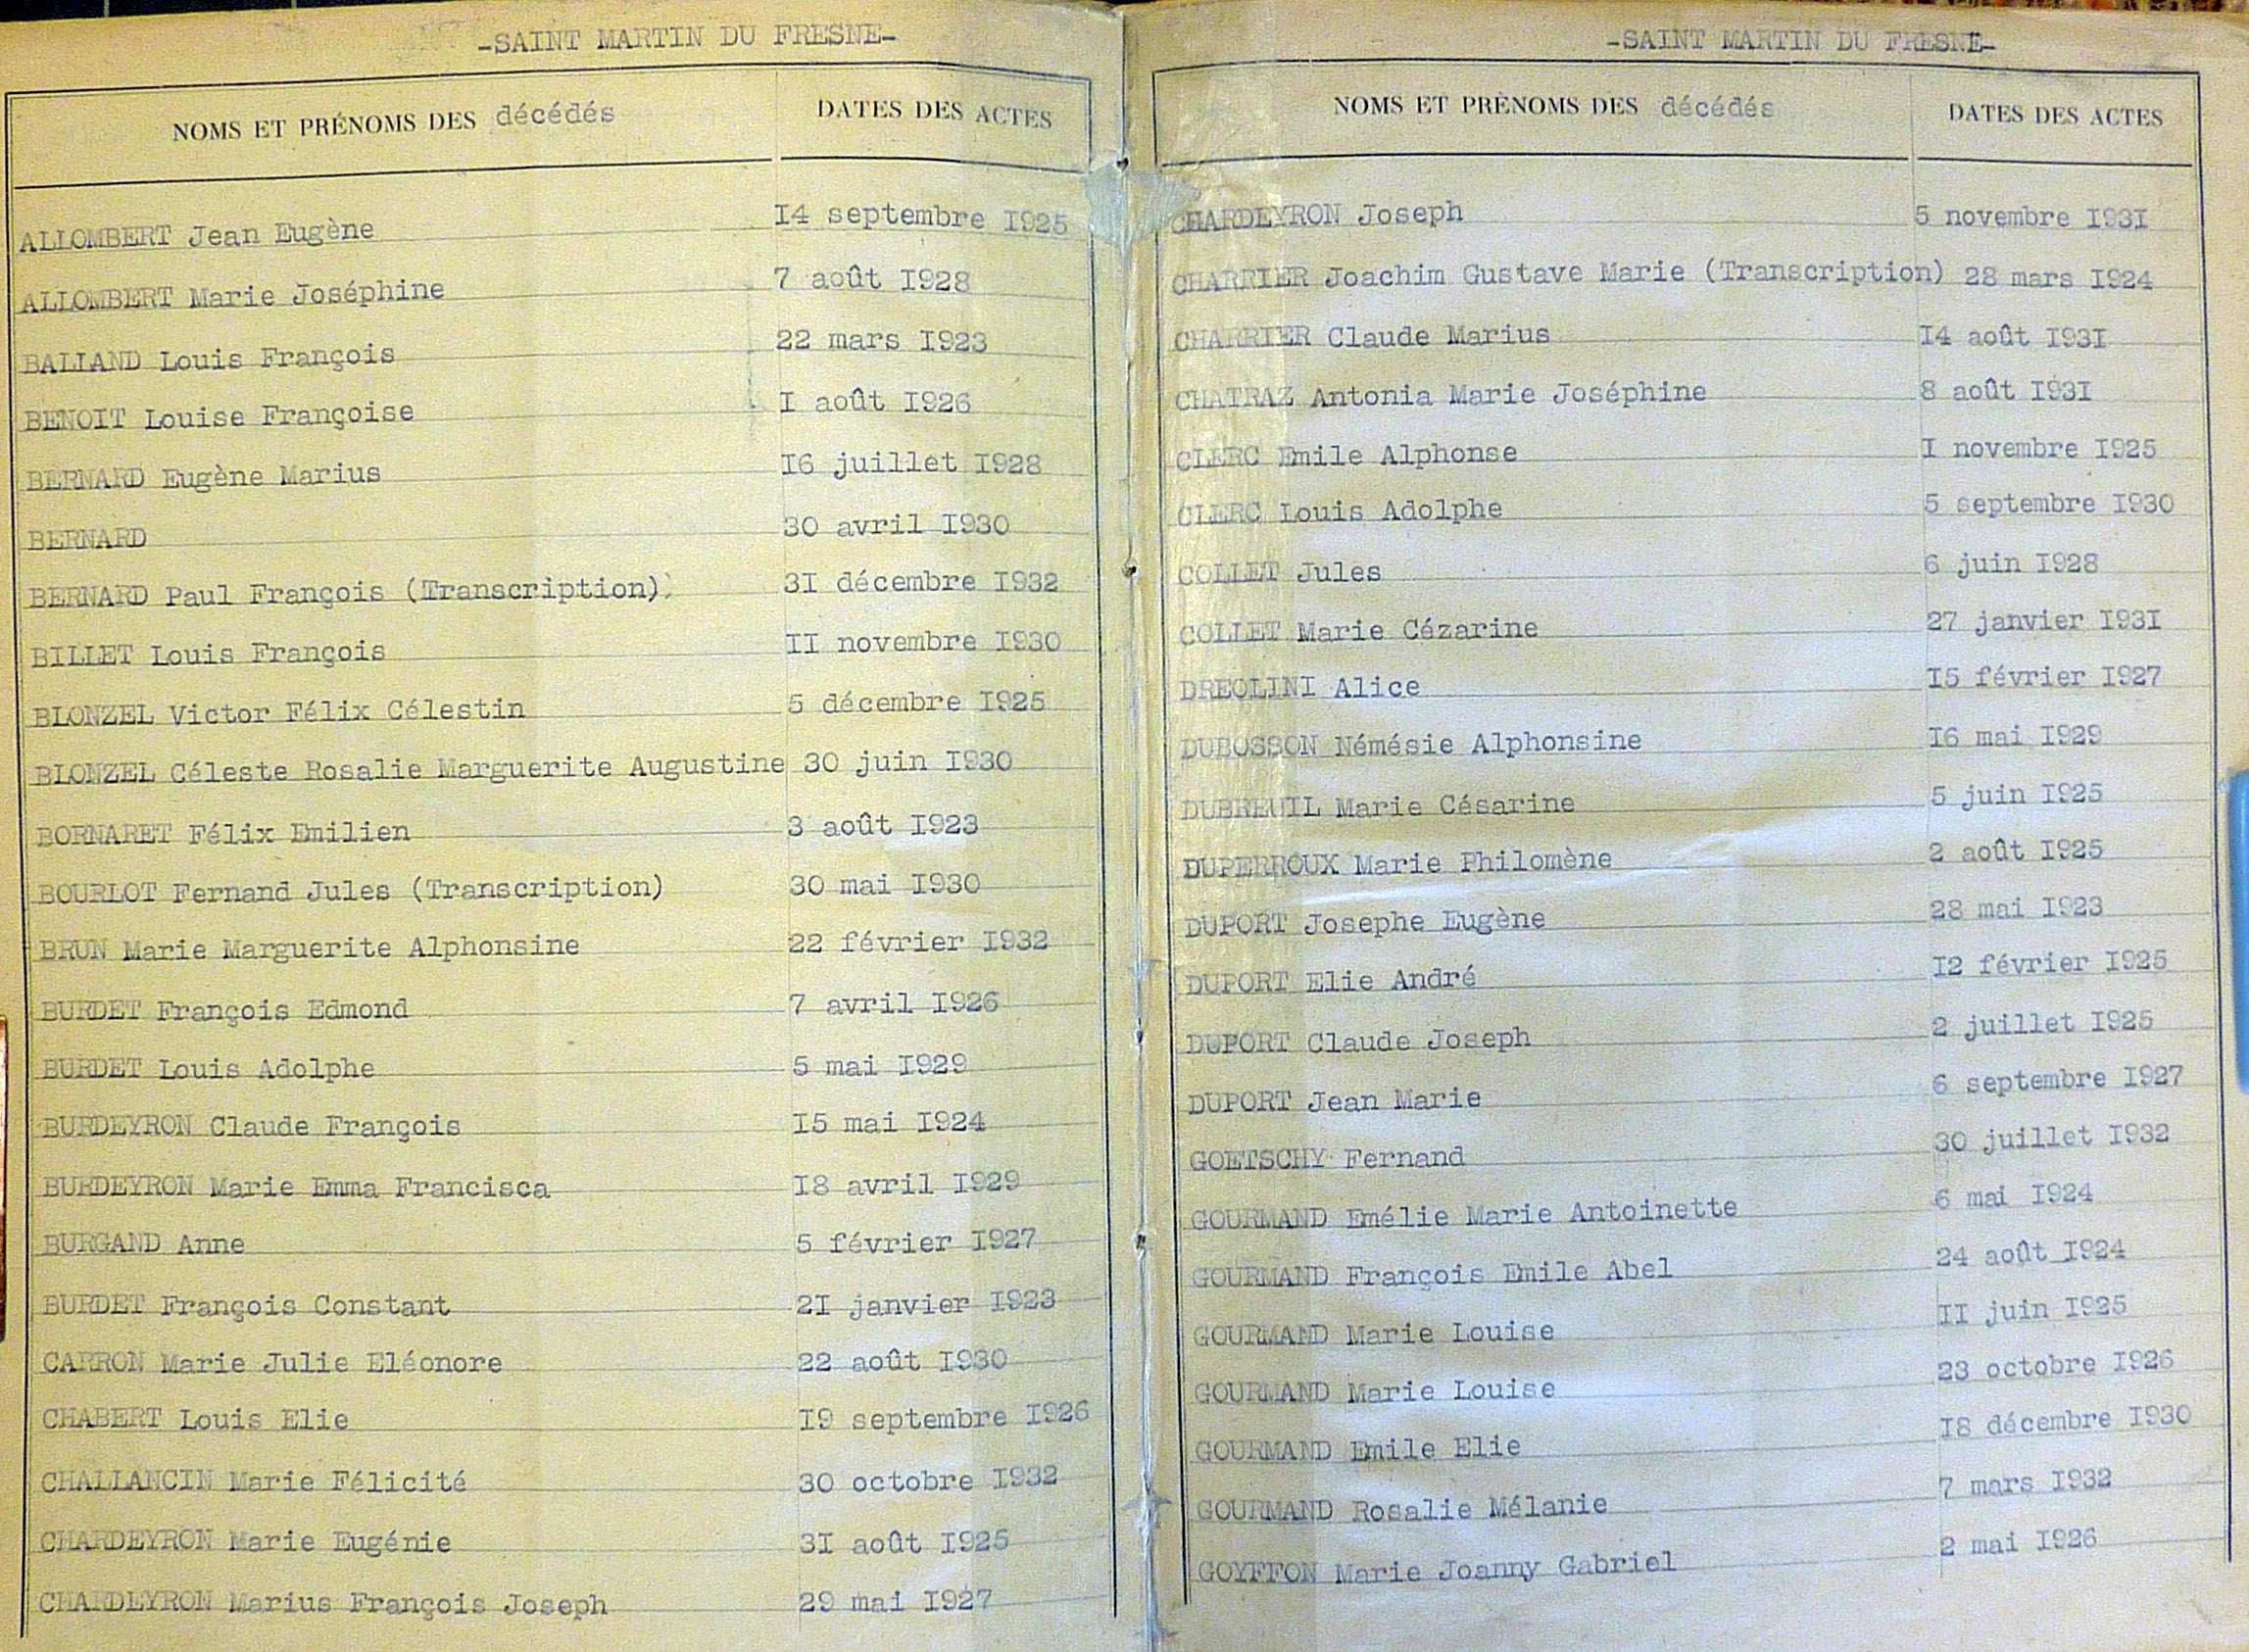 -SAINT MARTIN DU FRESNE-
NOMS ET PRÉNOMS DES décédés DATES DES ACTES
ALLOMBERT Jean Eugène 14 septembre 1925
ALLOMBERT Marie Joséphine 7 août 1928
BALLAND Louis François 22 mars 1923
BENOIT Louise Françoise 1 août 1926
BERNARD Eugène Marius 16 juillet 1928
BERNARD 30 avril 1930
BERNARD Paul François (Transcription) 31 décembre 1932
BILLET Louis François 11 novembre 1930
BLONZEL Victor Félix Célestin 5 décembre 1925
BLONZEL Céleste Rosalie Marguerite Augustine 30 juin 1930
BORNARET Félix Emilien 3 août 1923
BOURLOT Fernand Jules (Transcription) 30 mai 1930
BRUN Marie Marguerite Alphonsine 22 février 1932
BURDET François Edmond 7 avril 1926
BURDET Louis Adolphe 5 mai 1929
BURDEYRON Claude François 15 mai 1924
BURDEYRON Marie Emma Francisca 18 avril 1929
BURGAND Anne 5 février 1927
BURDET François Constant 21 janvier 1923
CARRON Marie Julie Eléonore 22 août 1930
CHABERT Louis Elie 19 septembre 1926
CHALLANCIN Marie Félicité 30 octobre 1932
CHARDEYRON Marie Eugénie 31 août 1925
CHARDEYRON Marius François Joseph 29 mai 1927
-SAINT MARTIN DU FRESNE-
NOMS ET PRÉNOMS DES décédés DATES DES ACTES
CHARDEYRON Joseph 5 novembre 1931
CHARRIER Joachim Gustave Marie (Transcription) 28 mars 1924
CHARRIER Claude Marius 14 août 1931
CHATRAZ Antonia Marie Joséphine 8 août 1931
CLERC Emile Alphonse 1 novembre 1925
CLERC Louis Adolphe 5 septembre 1930
COLLET Jules 6 juin 1928
COLLET Marie Cézarine 27 janvier 1931
DREOLINI Alice 15 février 1927
DUBOSSON Némésie Alphonsine 16 mai 1929
DUBREUIL Marie Césarine 5 juin 1925
DUPERROUX Marie Philomène 2 août 1925
DUPORT Josephe Eugène 28 mai 1923
DUPORT Elie André 12 février 1925
DUPORT Claude Joseph 2 juillet 1925
DUPORT Jean Marie 6 septembre 1927
GOETSCHY Fernand 30 juillet 1932
GOURMAND Emélie Marie Antoinette 6 mai 1924
GOURMAND François Emile Abel 24 août 1924
GOURMAND Marie Louise 11 juin 1925
GOURMAND Marie Louise 23 octobre 1926
GOURMAND Emile Elie 18 décembre 1930
GOURMAND Rosalie Mélanie 7 mars 1932
GOYFFON Marie Joanny Gabriel 2 mai 1926